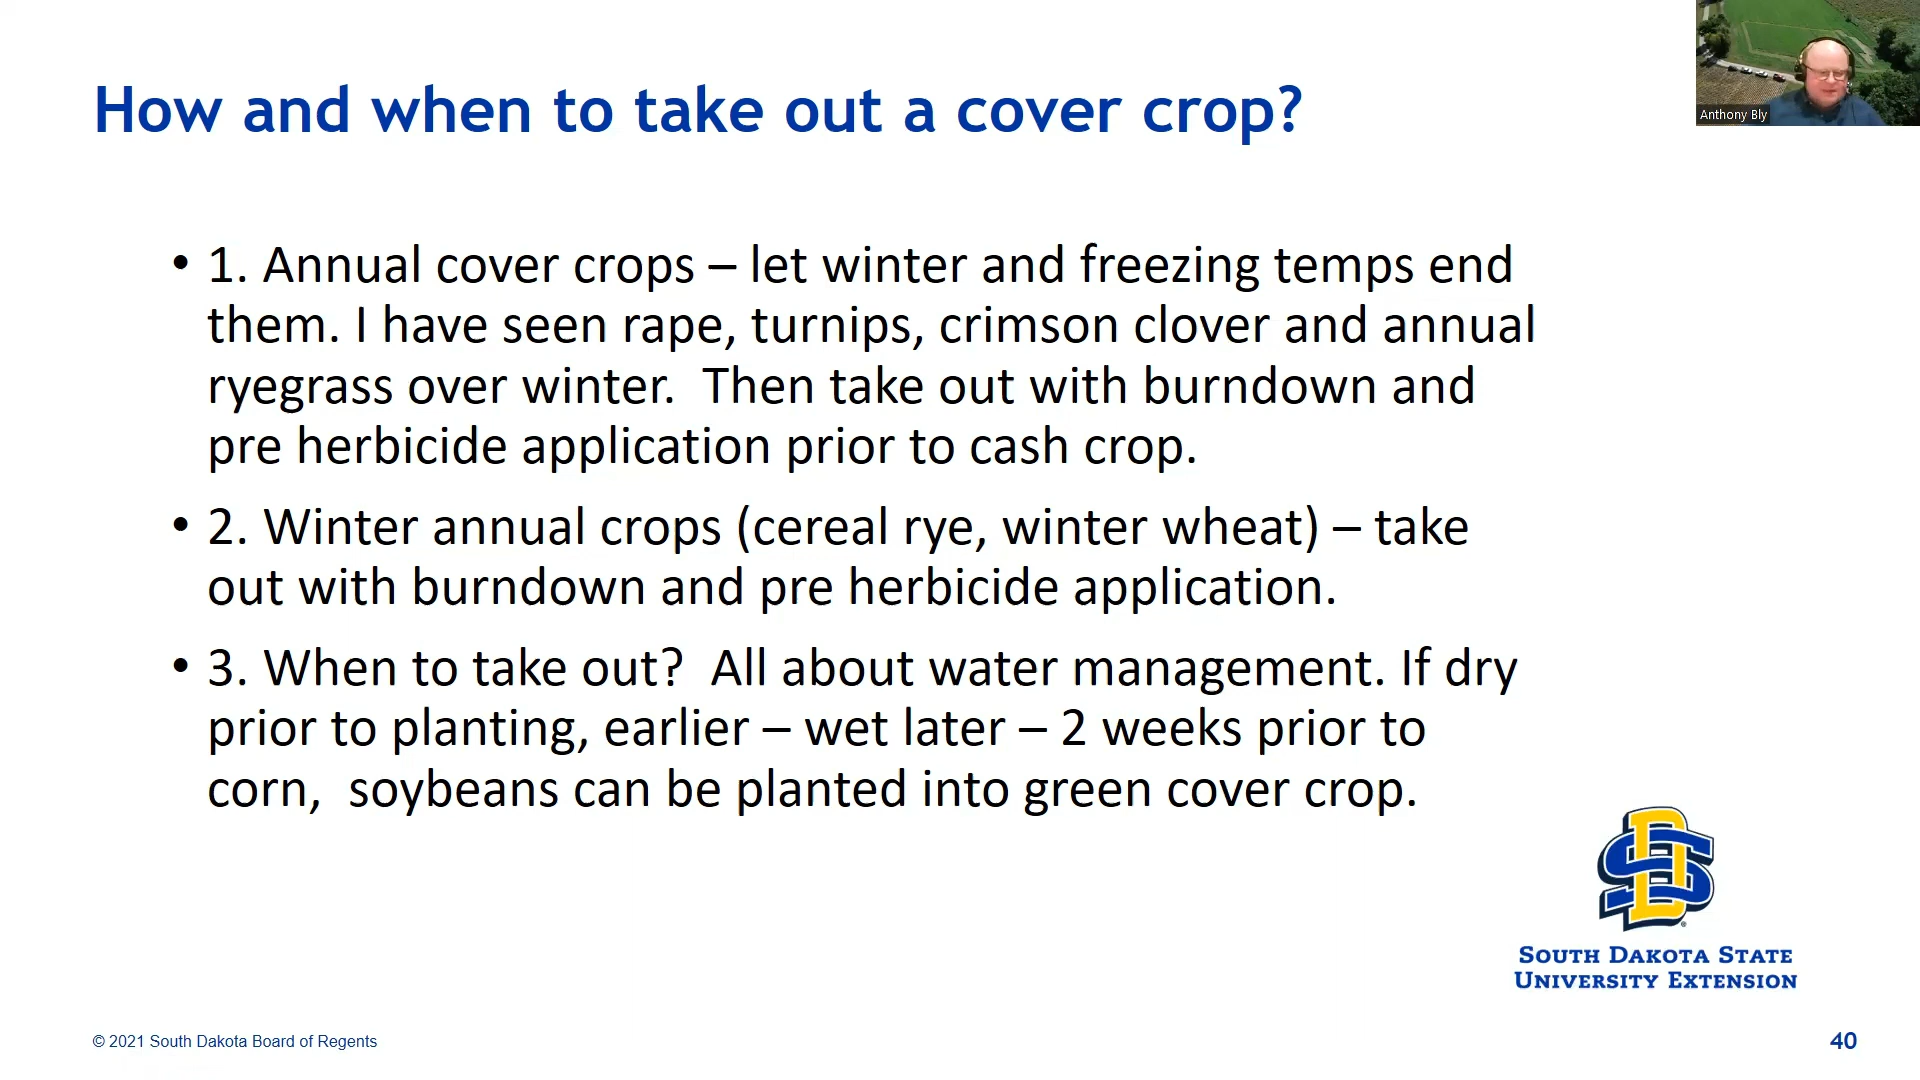 How and when to take out a cover crop?
Anthony Bly
• 1. Annual cover crops – let winter and freezing temps end
them. I have seen rape, turnips, crimson clover and annual
ryegrass over winter.  Then take out with burndown and
pre herbicide application prior to cash crop.
• 2. Winter annual crops (cereal rye, winter wheat) – take
out with burndown and pre herbicide application.
• 3. When to take out?  All about water management. If dry
prior to planting, earlier – wet later – 2 weeks prior to
corn,  soybeans can be planted into green cover crop.
SOUTH DAKOTA STATE
UNIVERSITY EXTENSION
© 2021 South Dakota Board of Regents
40